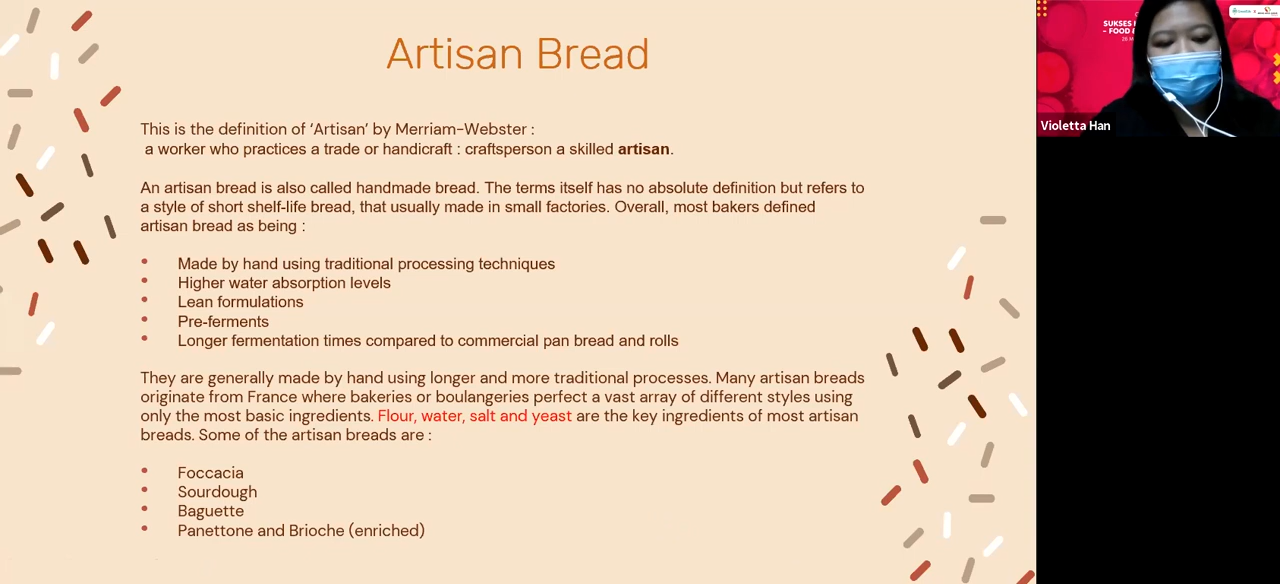 Artisan Bread
This is the definition of ‘Artisan’ by Merriam-Webster :
a worker who practices a trade or handicraft : craftsperson a skilled artisan.
An artisan bread is also called handmade bread. The terms itself has no absolute definition but refers to
a style of short shelf-life bread, that usually made in small factories. Overall, most bakers defined
artisan bread as being :
• Made by hand using traditional processing techniques
• Higher water absorption levels
• Lean formulations
• Pre-ferments
• Longer fermentation times compared to commercial pan bread and rolls
They are generally made by hand using longer and more traditional processes. Many artisan breads
originate from France where bakeries or boulangeries perfect a vast array of different styles using
only the most basic ingredients. Flour, water, salt and yeast are the key ingredients of most artisan
breads. Some of the artisan breads are :
• Foccacia
• Sourdough
• Baguette
• Panettone and Brioche (enriched)
SUKSES
- FOOD &
Violetta Han